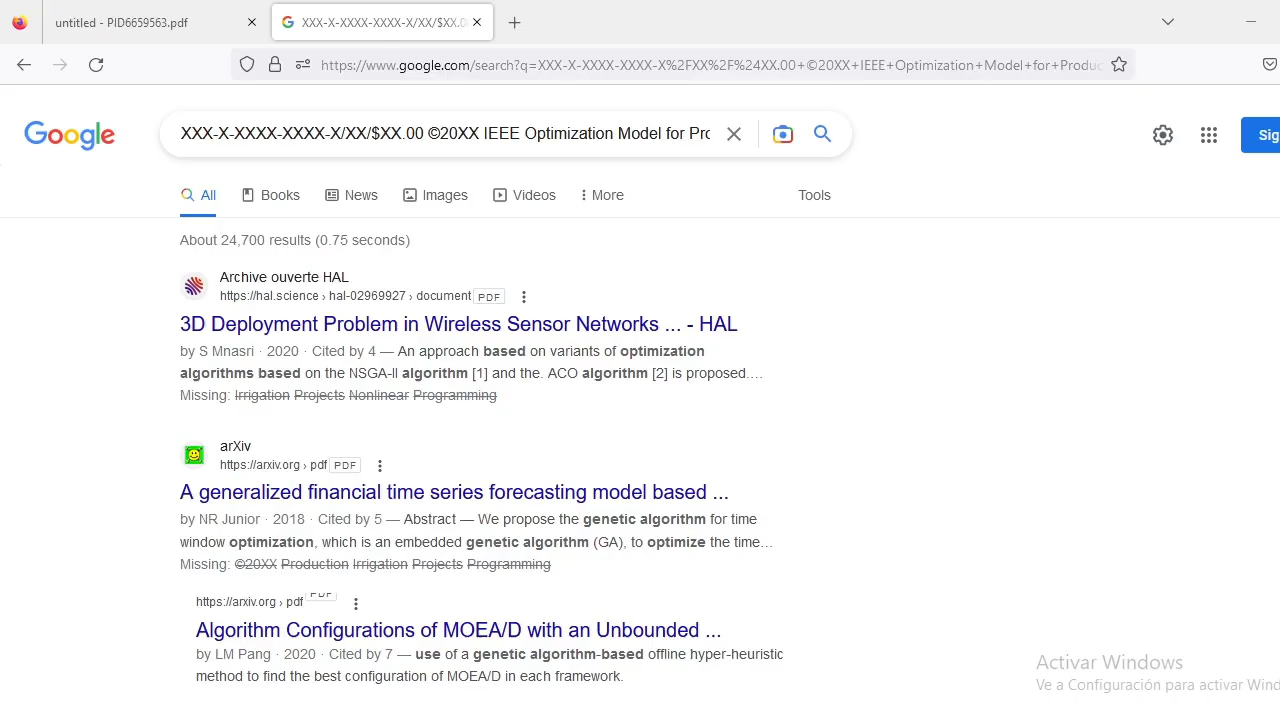 untitled - PID6659563.pdf
XXX-X-XXXX-XXXX-X/XX/$XX.0
https://www.google.com/search?q=XXX-X-XXXX-XXXX-X%2FXX%2F%24XX.00+©20XX+IEEE+Optimization+Model+for+Produc
Google
XXX-X-XXXX-XXXX-X/XX/$XX.00 ©20XX IEEE Optimization Model for Pro
Sig
All Books News Images Videos More Tools
About 24,700 results (0.75 seconds)
Archive ouverte HAL
https://hal.science › hal-02969927 › document PDF
3D Deployment Problem in Wireless Sensor Networks ... - HAL
by S Mnasri · 2020 · Cited by 4 — An approach based on variants of optimization
algorithms based on the NSGA-II algorithm [1] and the. ACO algorithm [2] is proposed....
Missing: Irrigation Projects Nonlinear Programming
arXiv
https://arxiv.org › pdf PDF
A generalized financial time series forecasting model based ...
by NR Junior · 2018 · Cited by 5 — Abstract — We propose the genetic algorithm for time
window optimization, which is an embedded genetic algorithm (GA), to optimize the time...
Missing: ©20XX Production Irrigation Projects Programming
https://arxiv.org › pdf PDF
Algorithm Configurations of MOEA/D with an Unbounded ...
by LM Pang · 2020 · Cited by 7 — use of a genetic algorithm-based offline hyper-heuristic
method to find the best configuration of MOEA/D in each framework.
Activar Windows
Ve a Configuración para activar Wind